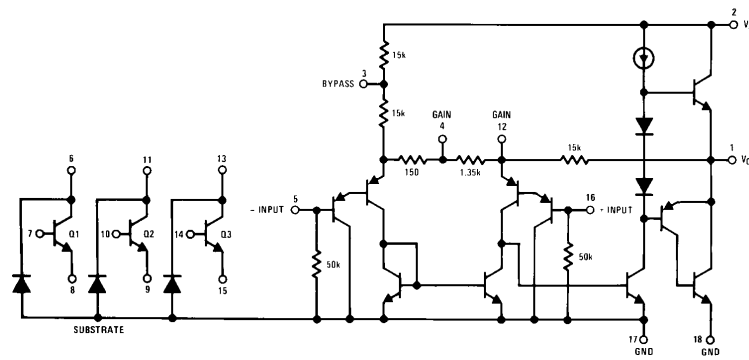 2
V
15k
3
BYPASS
15k
GAIN
4
GAIN
12
15k
1
V
150
1.35k
6
11
13
5
- INPUT
16
+ INPUT
7
Q1
10
Q2
14
Q3
50k
50k
8
9
15
SUBSTRATE
17
GND
18
GND